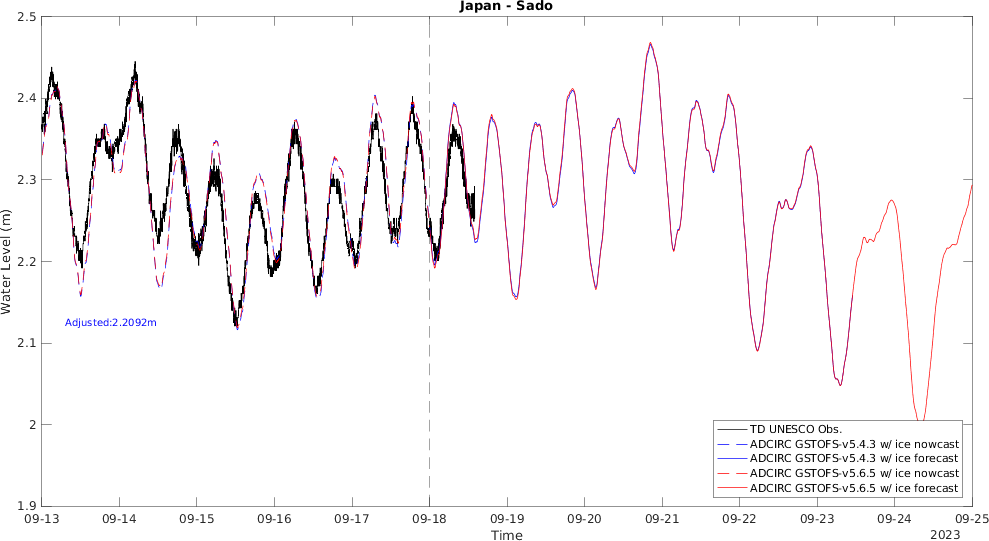 Japan - Sado
2.5
2.4
2.3
2.2
2.1
2
1.9
Water Level (m)
Adjusted:2.2092m
TD UNESCO Obs.
ADCIRC GSTOFS-v5.4.3 w/ ice nowcast
ADCIRC GSTOFS-v5.4.3 w/ ice forecast
ADCIRC GSTOFS-v5.6.5 w/ ice nowcast
ADCIRC GSTOFS-v5.6.5 w/ ice forecast
09-13 09-14 09-15 09-16 09-17 09-18 09-19 09-20 09-21 09-22 09-23 09-24 09-25
Time
2023